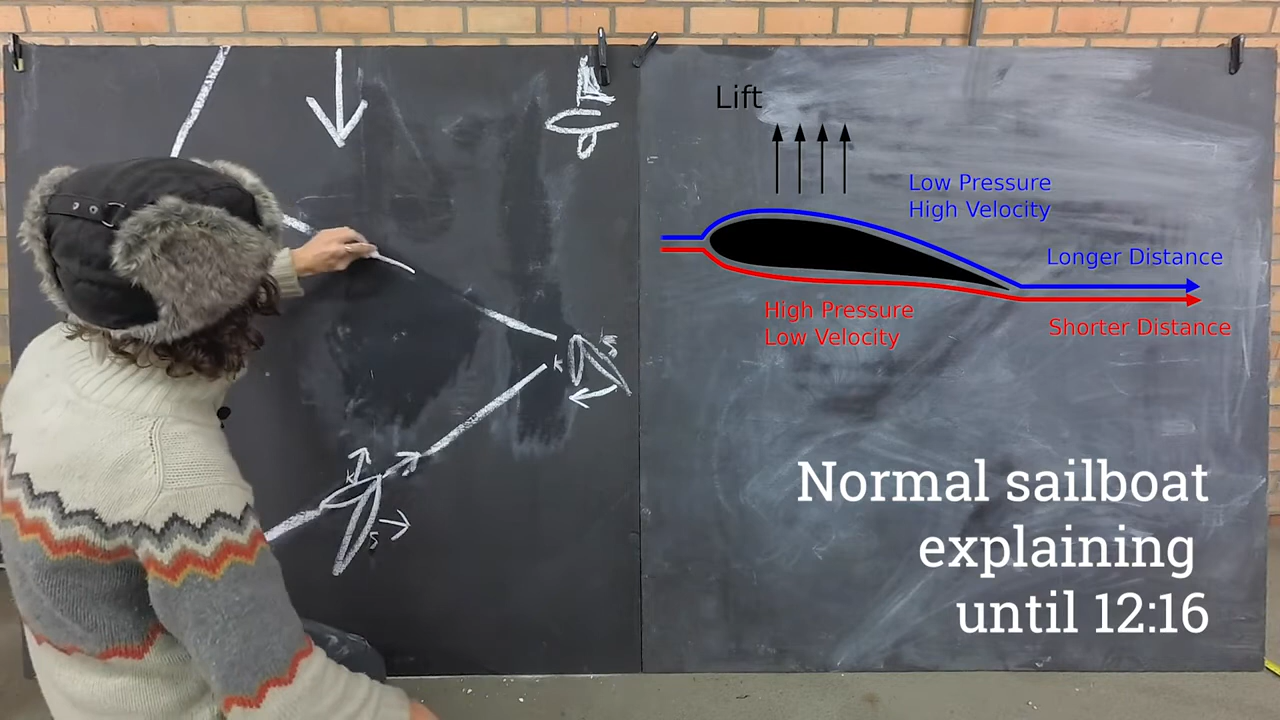 Lift
Low Pressure
High Velocity
Longer Distance
High Pressure
Low Velocity
Shorter Distance
K
S
Normal sailboat
explaining
until 12:16